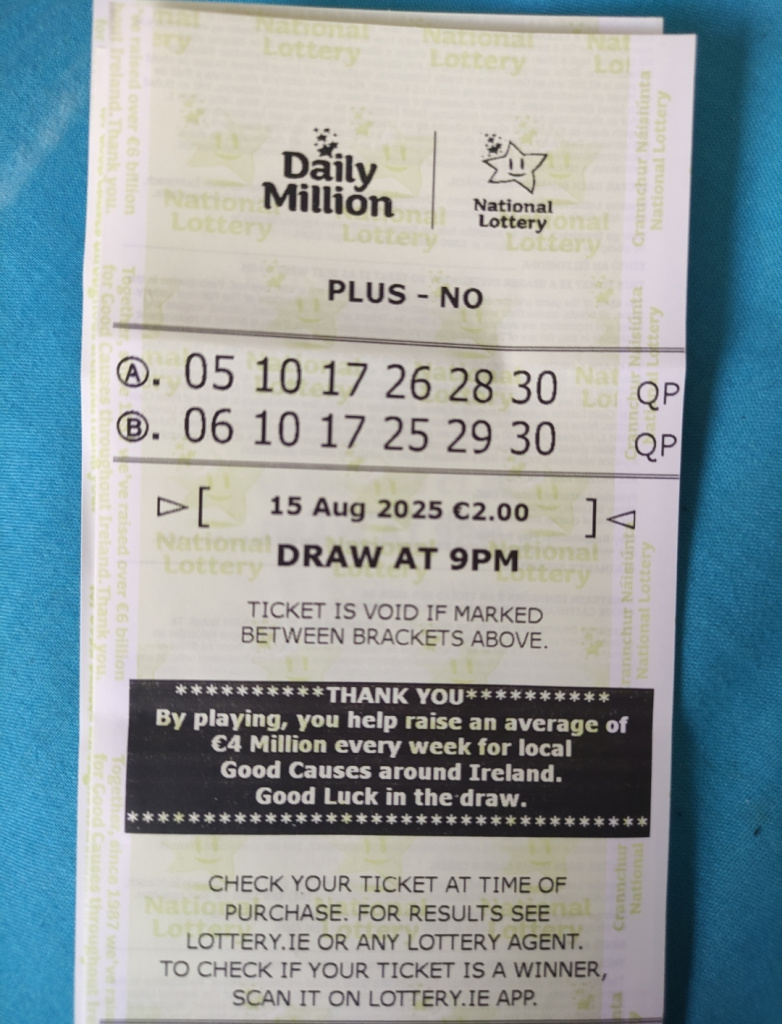 Daily
Million
National
Lottery
PLUS - NO
Ⓐ. 05 10 17 26 28 30 QP
Ⓑ. 06 10 17 25 29 30 QP
▷[ 15 Aug 2025 €2.00 ]◁
DRAW AT 9PM
TICKET IS VOID IF MARKED
BETWEEN BRACKETS ABOVE.
**********THANK YOU**********
By playing, you help raise an average of
€4 Million every week for local
Good Causes around Ireland.
Good Luck in the draw.
***********************************
CHECK YOUR TICKET AT TIME OF
PURCHASE. FOR RESULTS SEE
LOTTERY.IE OR ANY LOTTERY AGENT.
TO CHECK IF YOUR TICKET IS A WINNER,
SCAN IT ON LOTTERY.IE APP.